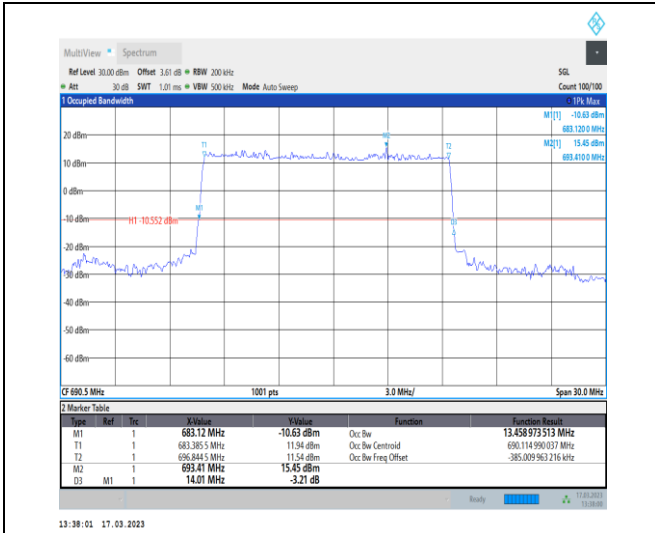 MultiView Spectrum
Ref Level 30.00 dBm Offset 3.61 dB RBW 200 kHz SGL
Att 30 dB SWT 1.01 ms VBW 500 kHz Mode Auto Sweep Count 100/100
1 Occupied Bandwidth 1Pk Max
M1[1] -10.63 dBm
683.1200 MHz
M2[1] 15.45 dBm
693.4100 MHz
20 dBm
T1 M2 T2
10 dBm
0 dBm
M1
-10 dBm H1 -10.552 dBm D3
-20 dBm
-30 dBm
-40 dBm
-50 dBm
-60 dBm
CF 690.5 MHz 1001 pts 3.0 MHz/ Span 30.0 MHz
2 Marker Table
Type Ref Trc X-Value Y-Value Function Function Result
M1 1 683.12 MHz -10.63 dBm Occ Bw 13.458 973 513 MHz
T1 1 683.385 5 MHz 11.94 dBm Occ Bw Centroid 690.114 990 037 MHz
T2 1 696.844 5 MHz 11.54 dBm Occ Bw Freq Offset -385.009 963 216 kHz
M2 1 693.41 MHz 15.45 dBm
D3 M1 1 14.01 MHz -3.21 dB
Ready 17.03.2023
13:38:00
13:38:01 17.03.2023